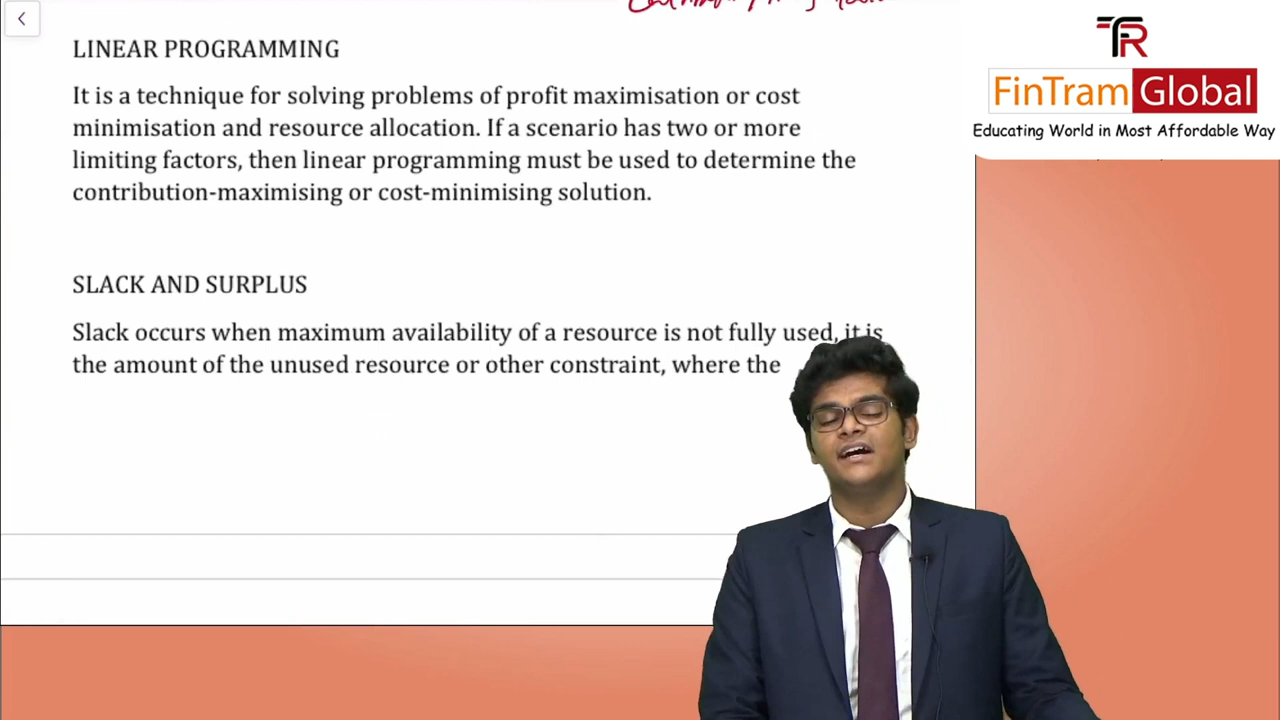 LINEAR PROGRAMMING
It is a technique for solving problems of profit maximisation or cost
minimisation and resource allocation. If a scenario has two or more
limiting factors, then linear programming must be used to determine the
contribution-maximising or cost-minimising solution.
SLACK AND SURPLUS
Slack occurs when maximum availability of a resource is not fully used, it is
the amount of the unused resource or other constraint, where the
TR
FinTram Global
Educating World in Most Affordable Way